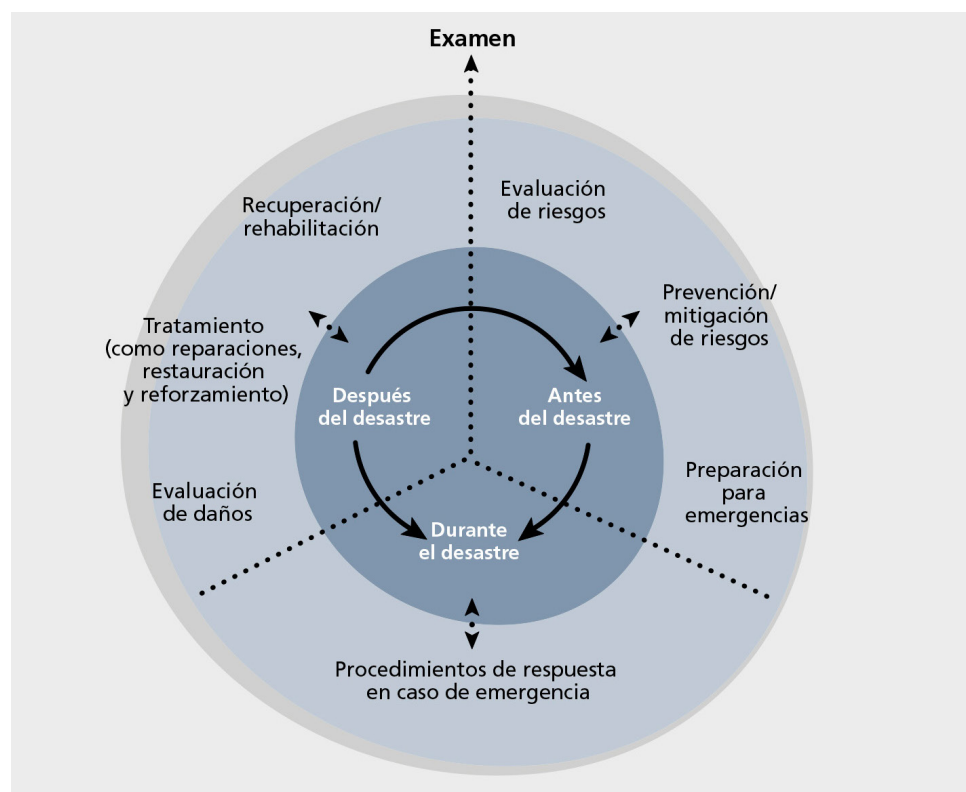 Examen
Evaluación
de riesgos
Recuperación/
rehabilitación
Prevención/
mitigación
de riesgos
Tratamiento
(como reparaciones,
restauración
y reforzamiento)
Después
del desastre
Antes
del desastre
Evaluación
de daños
Preparación
para
emergencias
Durante
el desastre
Procedimientos de respuesta
en caso de emergencia